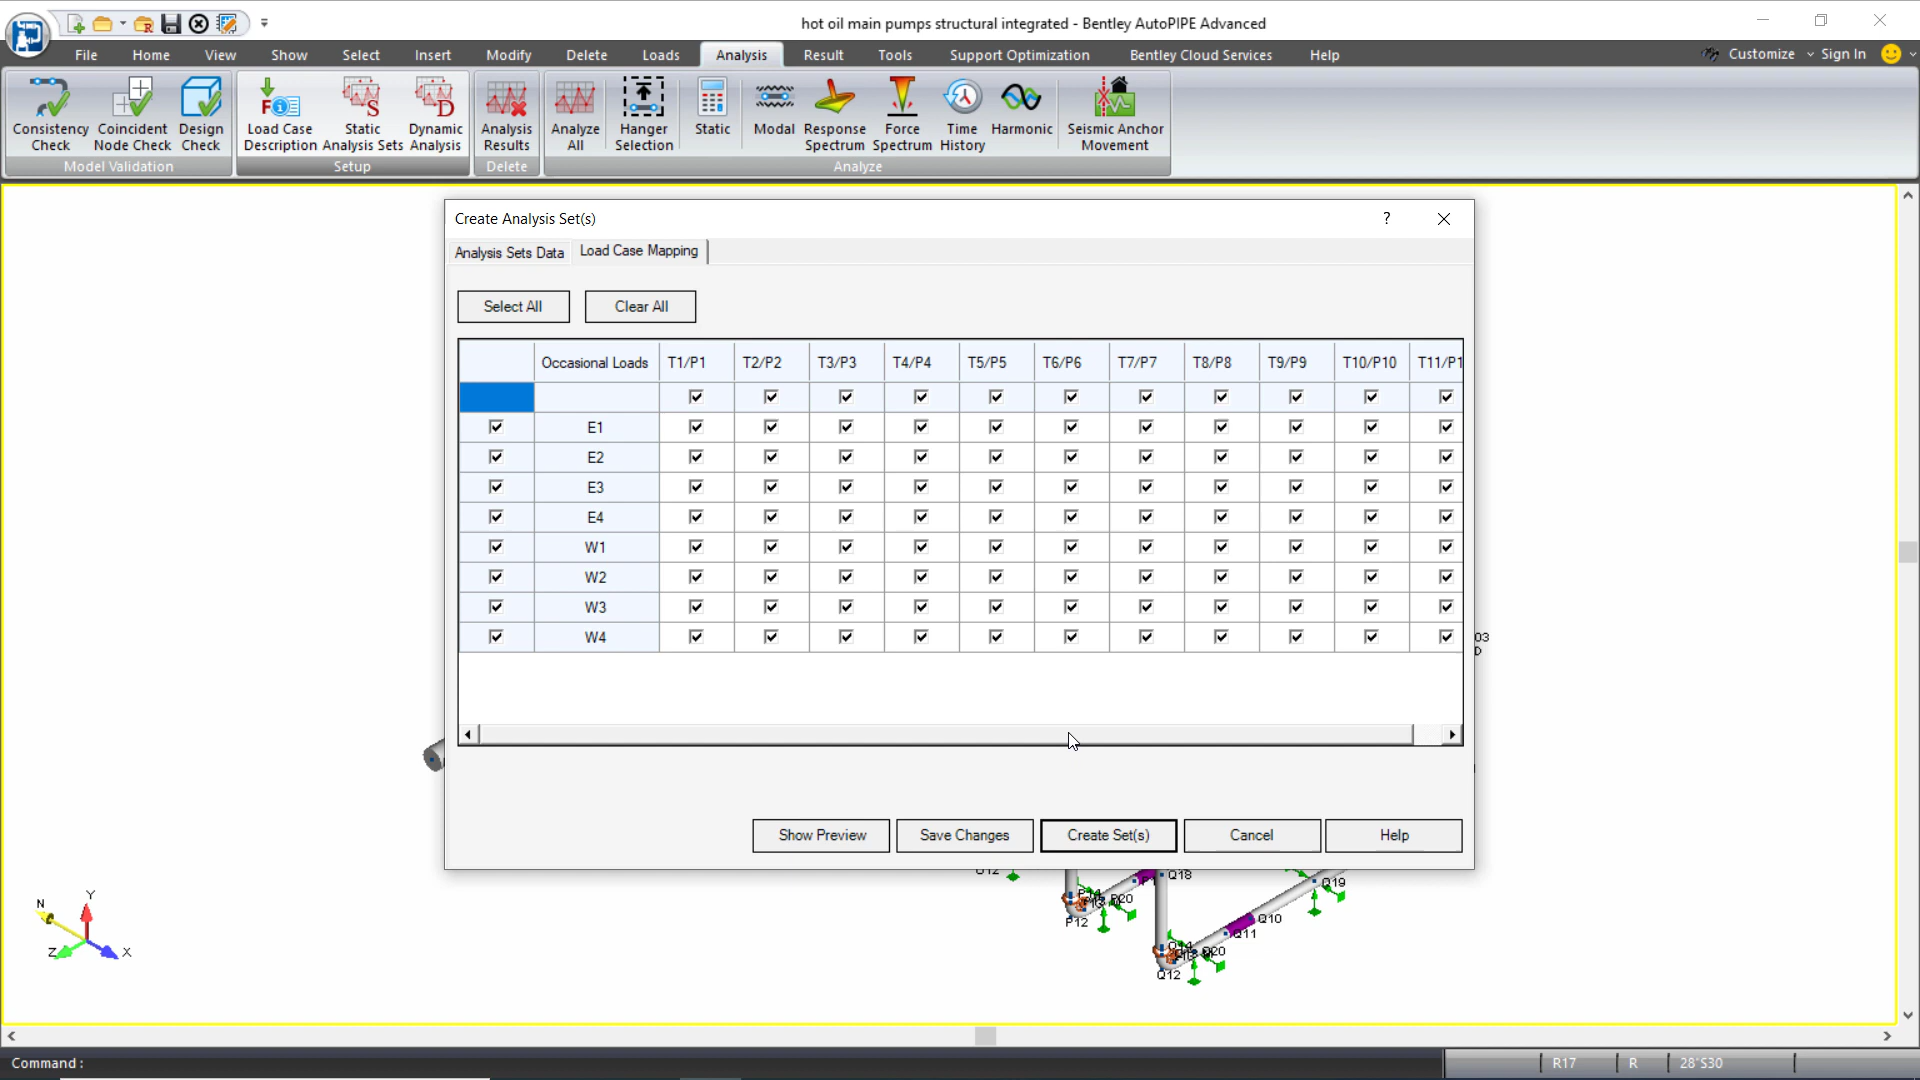 hot oil main pumps structural integrated - Bentley AutoPIPE Advanced
File Home View Show Select Insert Modify Delete Loads Analysis Result Tools Support Optimization Bentley Cloud Services Help Customize Sign In
Consistency Check
Coincident Node Check
Design Check
Load Case Description
Static Analysis Sets
Dynamic Analysis
Analysis Results
Analyze All
Hanger Selection
Static
Modal
Response Spectrum
Force Spectrum
Time History
Harmonic
Seismic Anchor Movement
Model Validation Setup Delete Analyze
Create Analysis Set(s) ?
Analysis Sets Data Load Case Mapping
Select All Clear All
Occasional Loads T1/P1 T2/P2 T3/P3 T4/P4 T5/P5 T6/P6 T7/P7 T8/P8 T9/P9 T10/P10 T11/P1
E1
E2
E3
E4
W1
W2
W3
W4
03
D
Show Preview Save Changes Create Set(s) Cancel Help
Q18
Q19
P20
P12
Q10
Q11
Q20
Q12
N
Y
Z
X
Command :
R17 R 28"S30